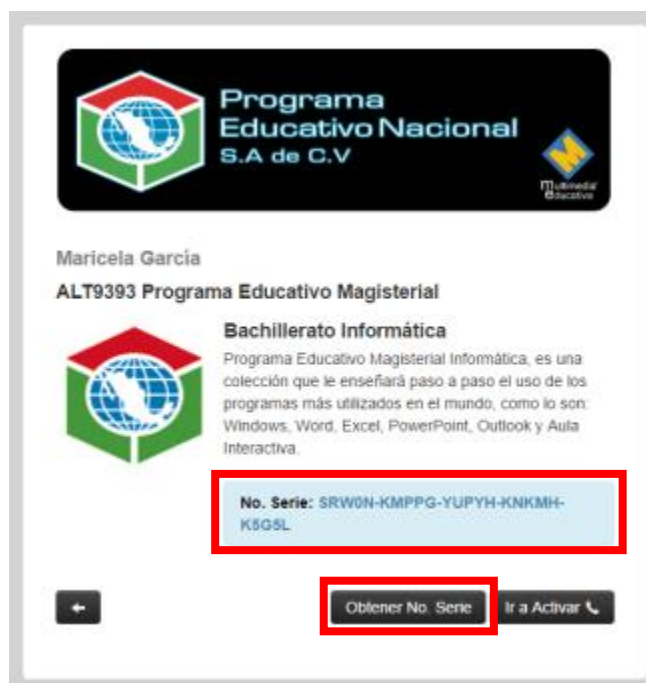 Programa
Educativo Nacional
S.A de C.V
Multimedia
Educativo
Maricela García
ALT9393 Programa Educativo Magisterial
Bachillerato Informática
Programa Educativo Magisterial Informática, es una
colección que le enseñará paso a paso el uso de los
programas más utilizados en el mundo, como lo son:
Windows, Word, Excel, PowerPoint, Outlook y Aula
Interactiva.
No. Serie: SRW0N-KMPPG-YUPYH-KNKMH-
K5G5L
Obtener No. Serie
Ir a Activar